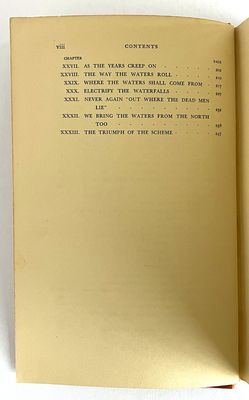 viii CONTENTS
CHAPTER PAGE
XXVII. AS THE YEARS CREEP ON
XXVIII. THE WAY THE WATERS ROLL
XXIX. WHERE THE WATERS SHALL COME FROM
XXX. ELECTRIFY THE WATERFALLS
XXXI. NEVER AGAIN "OUT WHERE THE DEAD MEN
LIE"
XXXII. WE BRING THE WATERS FROM THE NORTH
TOO
XXXIII. THE TRIUMPH OF THE SCHEME 247